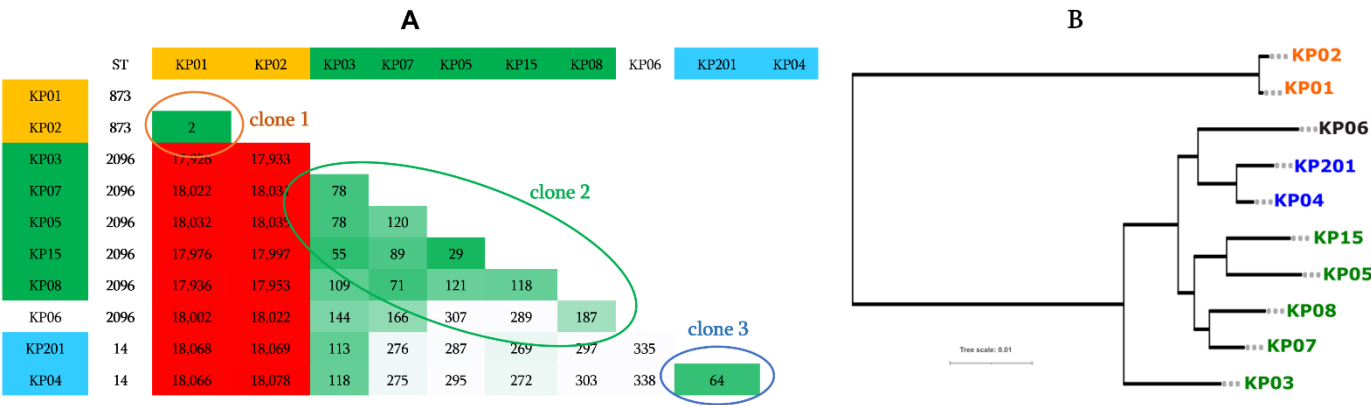 A
B
ST KP01 KP02 KP03 KP07 KP05 KP15 KP08 KP06 KP201 KP04
KP01 873
KP02 873 2 clone 1
KP03 2096 17,928 17,933
KP07 2096 18,022 18,031 78 clone 2
KP05 2096 18,032 18,035 78 120
KP15 2096 17,976 17,997 55 89 29
KP08 2096 17,936 17,953 109 71 121 118
KP06 2096 18,002 18,022 144 166 307 289 187
clone 3
KP201 14 18,068 18,069 113 276 287 269 297 335
KP04 14 18,066 18,078 118 275 295 272 303 338 64
KP02
KP01
KP06
KP201
KP04
KP15
KP05
KP08
KP07
KP03
Tree scale: 0.01